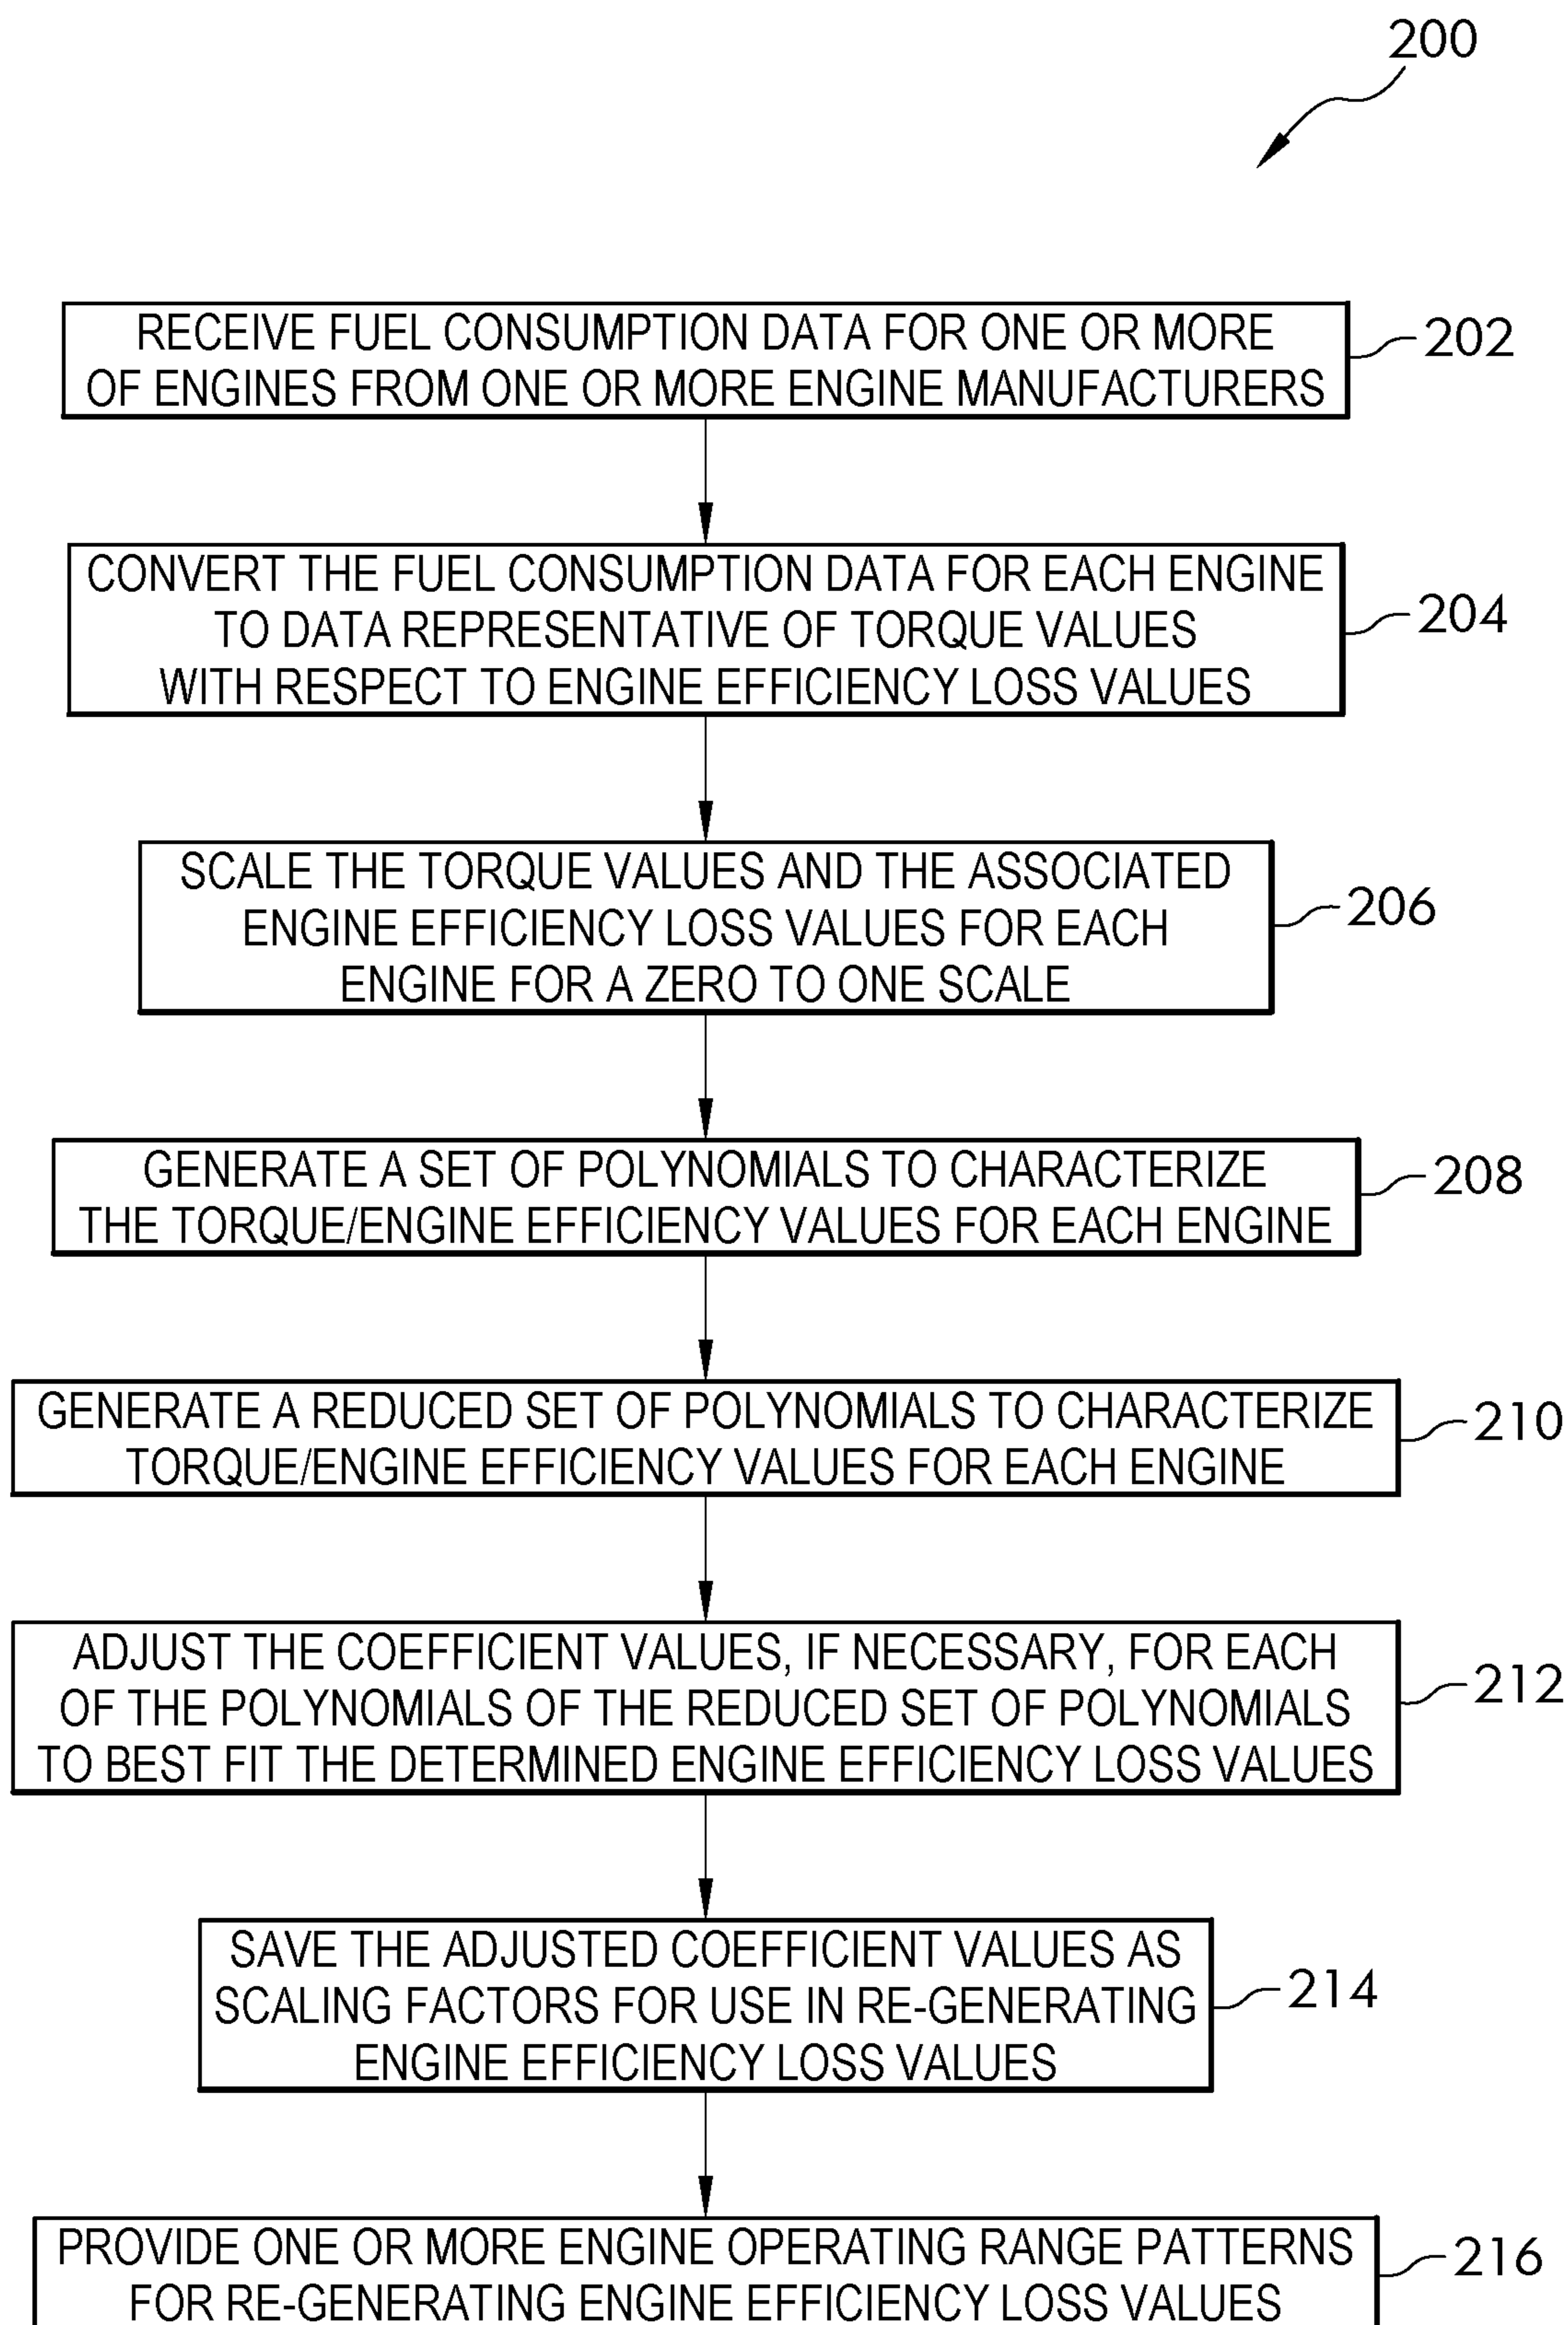 200
RECEIVE FUEL CONSUMPTION DATA FOR ONE OR MORE
OF ENGINES FROM ONE OR MORE ENGINE MANUFACTURERS
202
CONVERT THE FUEL CONSUMPTION DATA FOR EACH ENGINE
TO DATA REPRESENTATIVE OF TORQUE VALUES
WITH RESPECT TO ENGINE EFFICIENCY LOSS VALUES
204
SCALE THE TORQUE VALUES AND THE ASSOCIATED
ENGINE EFFICIENCY LOSS VALUES FOR EACH
ENGINE FOR A ZERO TO ONE SCALE
206
GENERATE A SET OF POLYNOMIALS TO CHARACTERIZE
THE TORQUE/ENGINE EFFICIENCY VALUES FOR EACH ENGINE
208
GENERATE A REDUCED SET OF POLYNOMIALS TO CHARACTERIZE
TORQUE/ENGINE EFFICIENCY VALUES FOR EACH ENGINE
210
ADJUST THE COEFFICIENT VALUES, IF NECESSARY, FOR EACH
OF THE POLYNOMIALS OF THE REDUCED SET OF POLYNOMIALS
TO BEST FIT THE DETERMINED ENGINE EFFICIENCY LOSS VALUES
212
SAVE THE ADJUSTED COEFFICIENT VALUES AS
SCALING FACTORS FOR USE IN RE-GENERATING
ENGINE EFFICIENCY LOSS VALUES
214
PROVIDE ONE OR MORE ENGINE OPERATING RANGE PATTERNS
FOR RE-GENERATING ENGINE EFFICIENCY LOSS VALUES
216